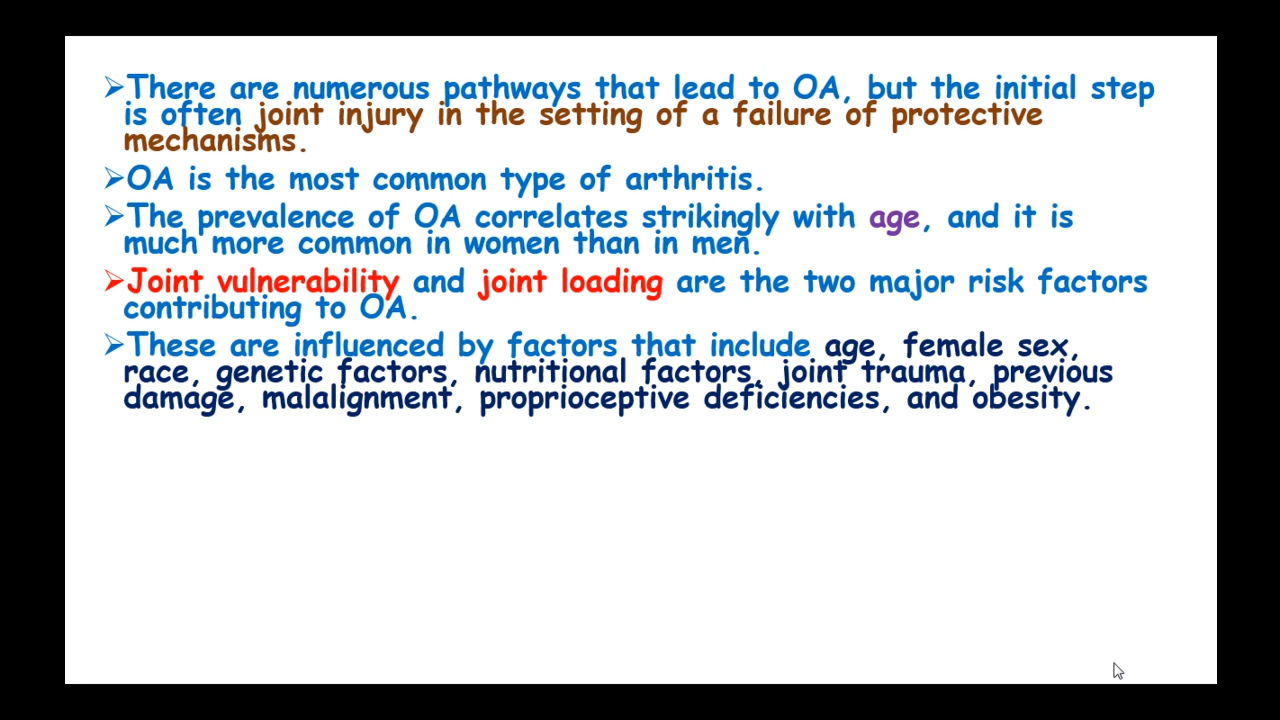 ➢There are numerous pathways that lead to OA, but the initial step
is often joint injury in the setting of a failure of protective
mechanisms.
➢OA is the most common type of arthritis.
➢The prevalence of OA correlates strikingly with age, and it is
much more common in women than in men.
➢Joint vulnerability and joint loading are the two major risk factors
contributing to OA.
➢These are influenced by factors that include age, female sex,
race, genetic factors, nutritional factors, joint trauma, previous
damage, malalignment, proprioceptive deficiencies, and obesity.